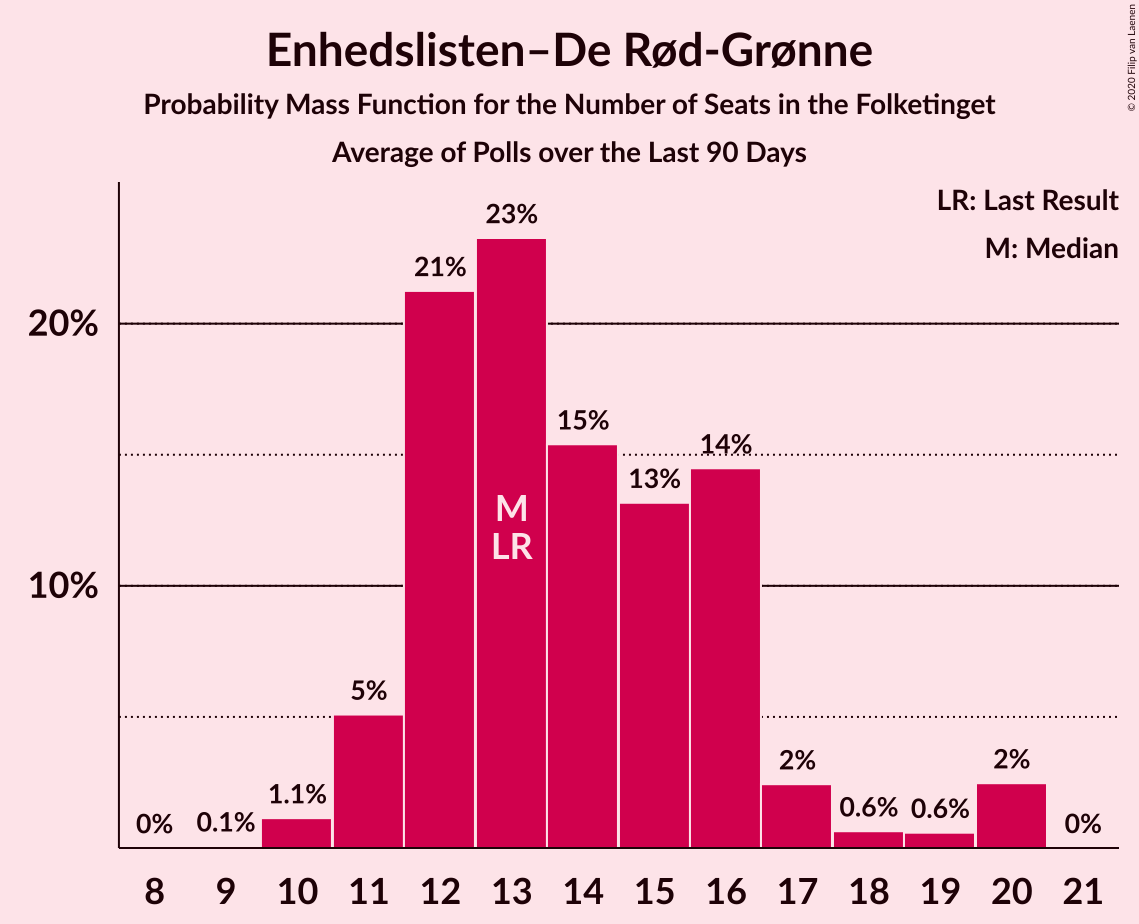 Enhedslisten–De Rød-Grønne
Probability Mass Function for the Number of Seats in the Folketinget
Average of Polls over the Last 90 Days
© 2020 Filip van Laenen
LR: Last Result
M: Median
20%
10%
0%
0.1%
1.1%
5%
21%
23%
15%
13%
14%
2%
0.6%
0.6%
2%
0%
M
LR
8 9 10 11 12 13 14 15 16 17 18 19 20 21